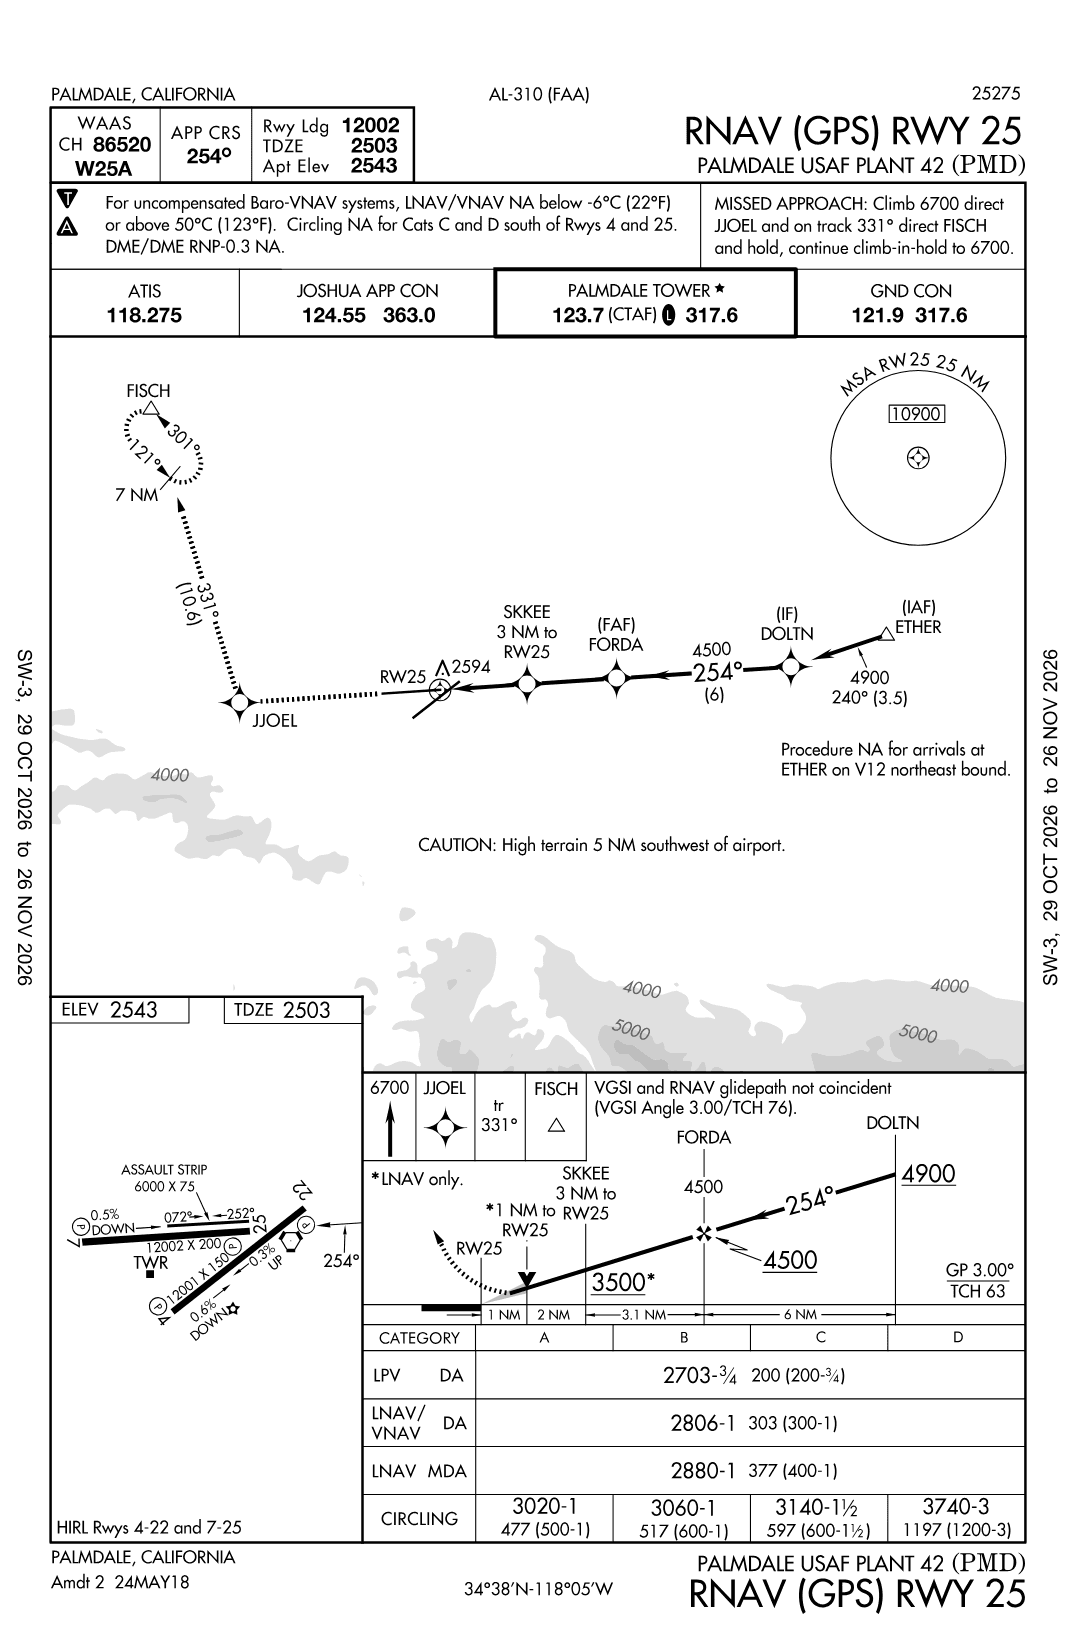 PALMDALE, CALIFORNIA
AL-310 (FAA)
25275
WAAS
CH 86520
W25A
APP CRS
254°
Rwy Ldg 12002
TDZE 2503
Apt Elev 2543
RNAV (GPS) RWY 25
PALMDALE USAF PLANT 42 (PMD)
T
A
For uncompensated Baro-VNAV systems, LNAV/VNAV NA below -6°C (22°F)
or above 50°C (123°F). Circling NA for Cats C and D south of Rwys 4 and 25.
DME/DME RNP-0.3 NA.
MISSED APPROACH: Climb 6700 direct
JJOEL and on track 331° direct FISCH
and hold, continue climb-in-hold to 6700.
ATIS
118.275
JOSHUA APP CON
124.55 363.0
PALMDALE TOWER ★
123.7 (CTAF) L 317.6
GND CON
121.9 317.6
MSA RW25 25 NM
10900
FISCH
301°
121°
7 NM
331°
(10.6)
JJOEL
RW25
2594
SKKEE
3 NM to
RW25
(FAF)
FORDA
4500
254°
(6)
(IF)
DOLTN
(IAF)
ETHER
4900
240° (3.5)
Procedure NA for arrivals at
ETHER on V12 northeast bound.
4000
CAUTION: High terrain 5 NM southwest of airport.
4000
5000
4000
5000
SW-3, 29 OCT 2026 to 26 NOV 2026
SW-3, 29 OCT 2026 to 26 NOV 2026
ELEV 2543
TDZE 2503
ASSAULT STRIP
6000 X 75
072°
252°
0.5%
DOWN
P
7
25
12002 X 200
P
TWR
12001 X 150
0.3%
UP
0.6%
DOWN
P
4
22
P
254°
HIRL Rwys 4-22 and 7-25
6700
JJOEL
tr
331°
FISCH
VGSI and RNAV glidepath not coincident
(VGSI Angle 3.00/TCH 76).
*LNAV only.
RW25
*1 NM to
RW25
SKKEE
3 NM to
RW25
FORDA
4500
DOLTN
254°
4900
4500
3500*
GP 3.00°
TCH 63
1 NM
2 NM
3.1 NM
6 NM
CATEGORY A B C D
LPV DA 2703-¾ 200 (200-¾)
LNAV/
VNAV DA 2806-1 303 (300-1)
LNAV MDA 2880-1 377 (400-1)
CIRCLING
3020-1
477 (500-1)
3060-1
517 (600-1)
3140-1½
597 (600-1½)
3740-3
1197 (1200-3)
PALMDALE, CALIFORNIA
Amdt 2 24MAY18
34°38'N-118°05'W
PALMDALE USAF PLANT 42 (PMD)
RNAV (GPS) RWY 25